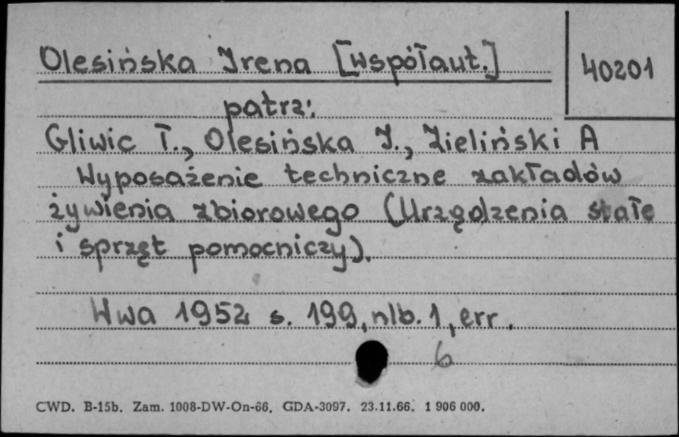 Olesińska Irena [współaut.]
40201
patrz:
Gliwic T., Olesińska I., Zieliński A
Wyposażenie techniczne zakładów
żywienia zbiorowego (Urządzenia stałe
i sprzęt pomocniczy).
Wwa 1952 s. 199, nlb. 1, err.
6
CWD. B-15b. Zam. 1008-DW-On-66. GDA-3097. 23.11.66. 1 906 000.